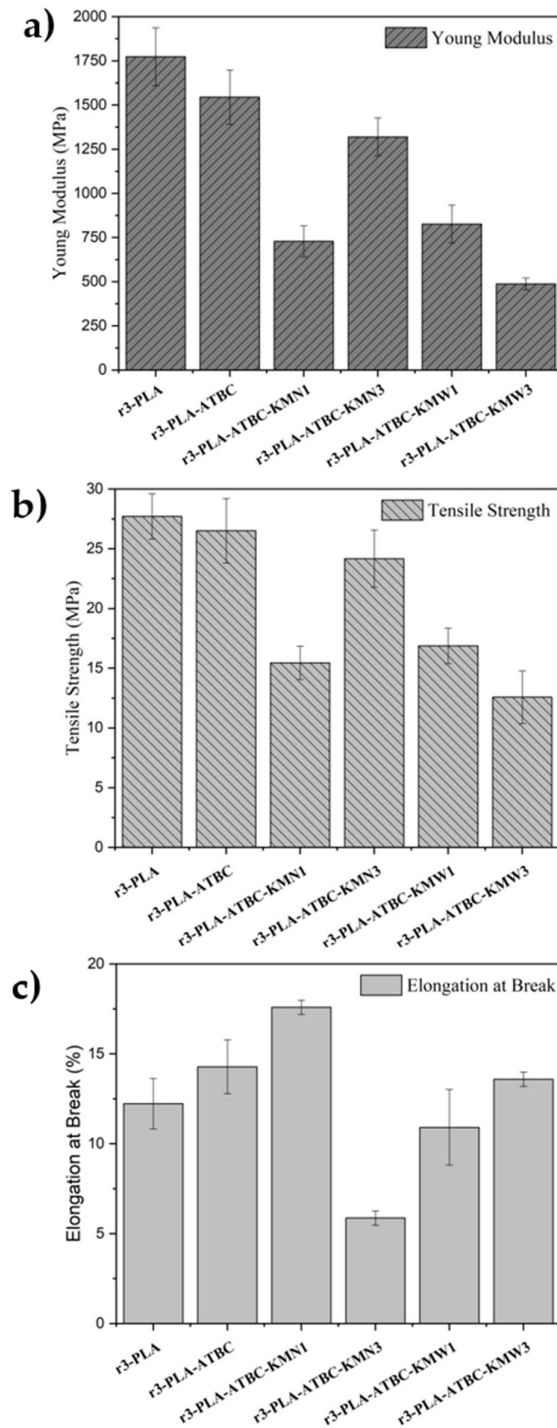 a)
Young Modulus
Young Modulus (MPa)
1750
1500
1250
1000
750
500
250
0
r3-PLA
r3-PLA-ATBC
r3-PLA-ATBC-KMN1
r3-PLA-ATBC-KMN3
r3-PLA-ATBC-KMW1
r3-PLA-ATBC-KMW3
b)
Tensile Strength
Tensile Strength (MPa)
30
25
20
15
10
5
0
r3-PLA
r3-PLA-ATBC
r3-PLA-ATBC-KMN1
r3-PLA-ATBC-KMN3
r3-PLA-ATBC-KMW1
r3-PLA-ATBC-KMW3
c)
Elongation at Break
Elongation at Break (%)
20
15
10
5
0
r3-PLA
r3-PLA-ATBC
r3-PLA-ATBC-KMN1
r3-PLA-ATBC-KMN3
r3-PLA-ATBC-KMW1
r3-PLA-ATBC-KMW3